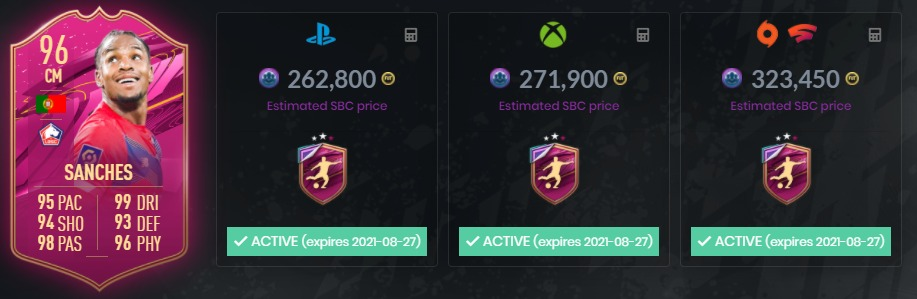 96
CM
LOSC
SANCHES
95 PAC 99 DRI
94 SHO 93 DEF
98 PAS 96 PHY
262,800
Estimated SBC price
✓ ACTIVE (expires 2021-08-27)
271,900
Estimated SBC price
✓ ACTIVE (expires 2021-08-27)
323,450
Estimated SBC price
✓ ACTIVE (expires 2021-08-27)